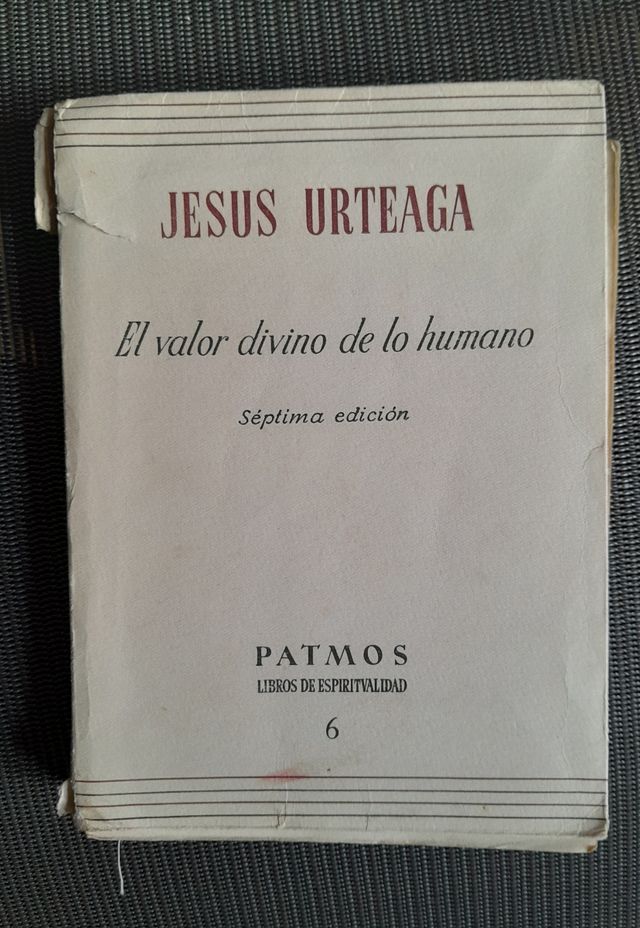 JESUS URTEAGA
El valor divino de lo humano
Séptima edición
PATMOS
LIBROS DE ESPIRITVALIDAD
6